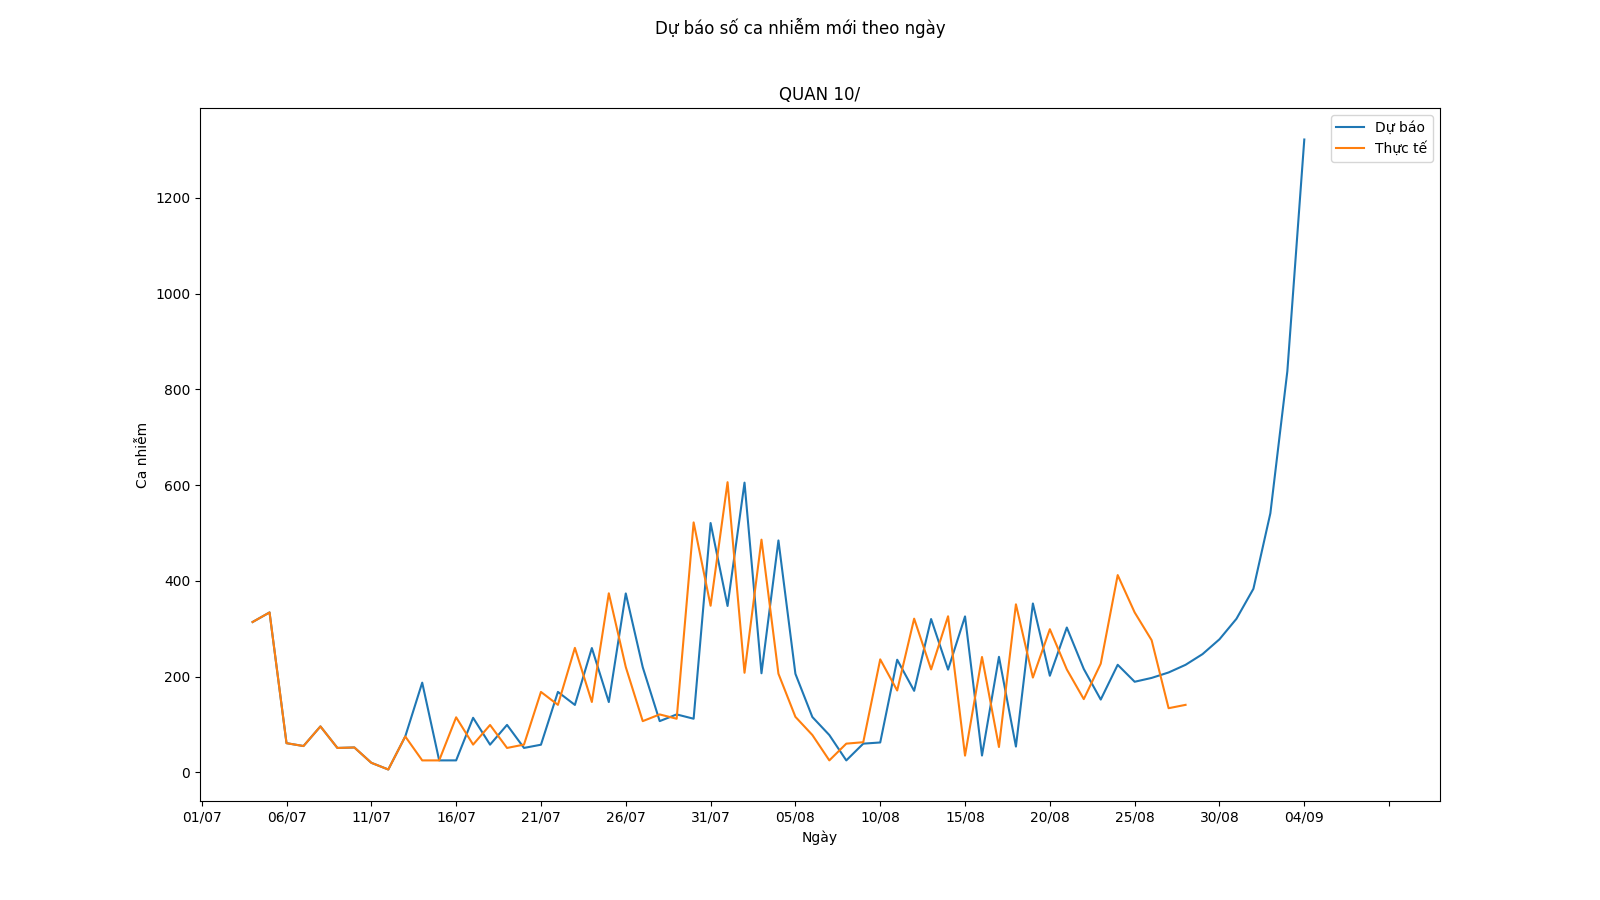 Dự báo số ca nhiễm mới theo ngày
QUAN 10/
Dự báo
Thực tế
1200
1000
800
600
400
200
0
Ca nhiễm
01/07 06/07 11/07 16/07 21/07 26/07 31/07 05/08 10/08 15/08 20/08 25/08 30/08 04/09
Ngày